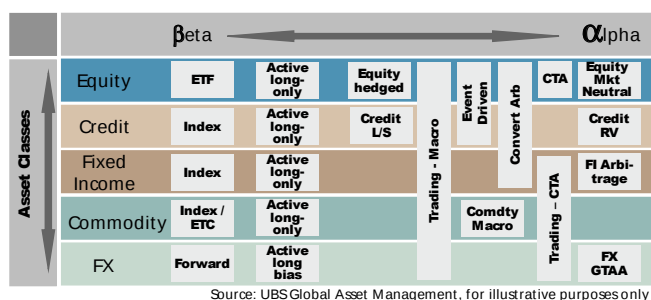 βeta
αlpha
Asset Classes
Equity
ETF
Active
long-only
Equity
hedged
Trading - Macro
Event
Driven
Convert Arb
CTA
Equity
Mkt
Neutral
Credit
Index
Active
long-only
Credit
L/S
Credit
RV
Fixed
Income
Index
Active
long-only
Trading – CTA
FI Arbi-
trage
Commodity
Index /
ETC
Active
long-only
Comdty
Macro
FX
Forward
Active
long
bias
FX
GTAA
Source: UBS Global Asset Management, for illustrative purposes only